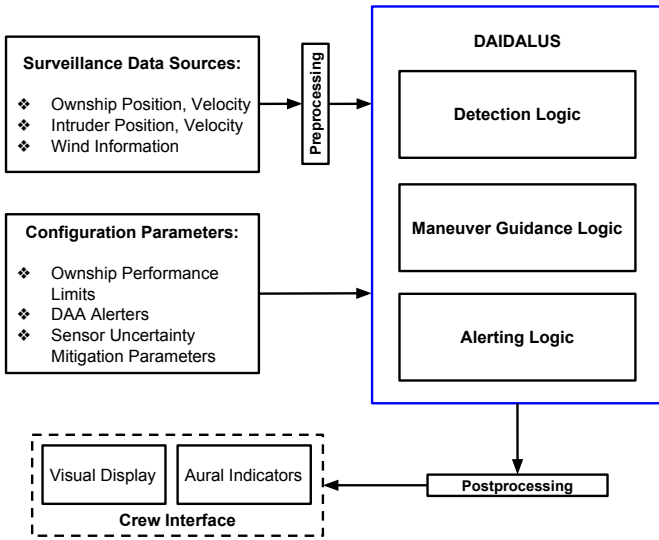 Surveillance Data Sources:
❖ Ownship Position, Velocity
❖ Intruder Position, Velocity
❖ Wind Information
Preprocessing
DAIDALUS
Detection Logic
Maneuver Guidance Logic
Alerting Logic
Configuration Parameters:
❖ Ownship Performance
Limits
❖ DAA Alerters
❖ Sensor Uncertainty
Mitigation Parameters
Postprocessing
Visual Display
Aural Indicators
Crew Interface